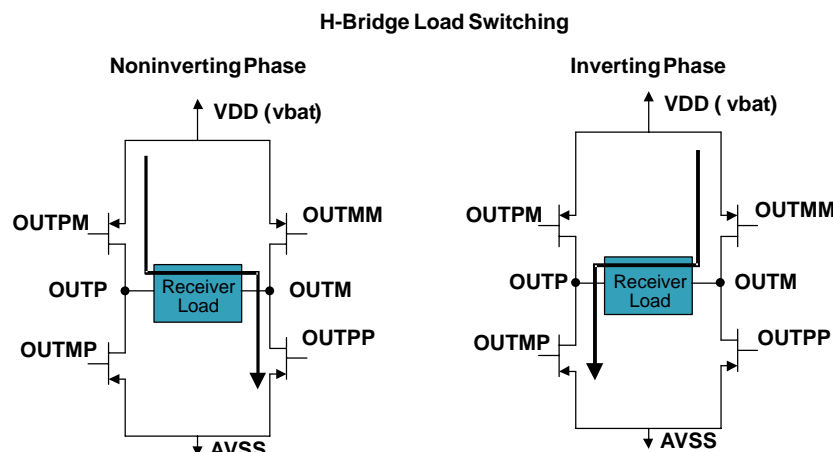 H-Bridge Load Switching
Noninverting Phase
VDD (vbat)
OUTPM
OUTMM
OUTP
Receiver
Load
OUTM
OUTMP
OUTPP
AVSS
Inverting Phase
VDD ( vbat)
OUTPM
OUTMM
OUTP
Receiver
Load
OUTM
OUTMP
OUTPP
AVSS